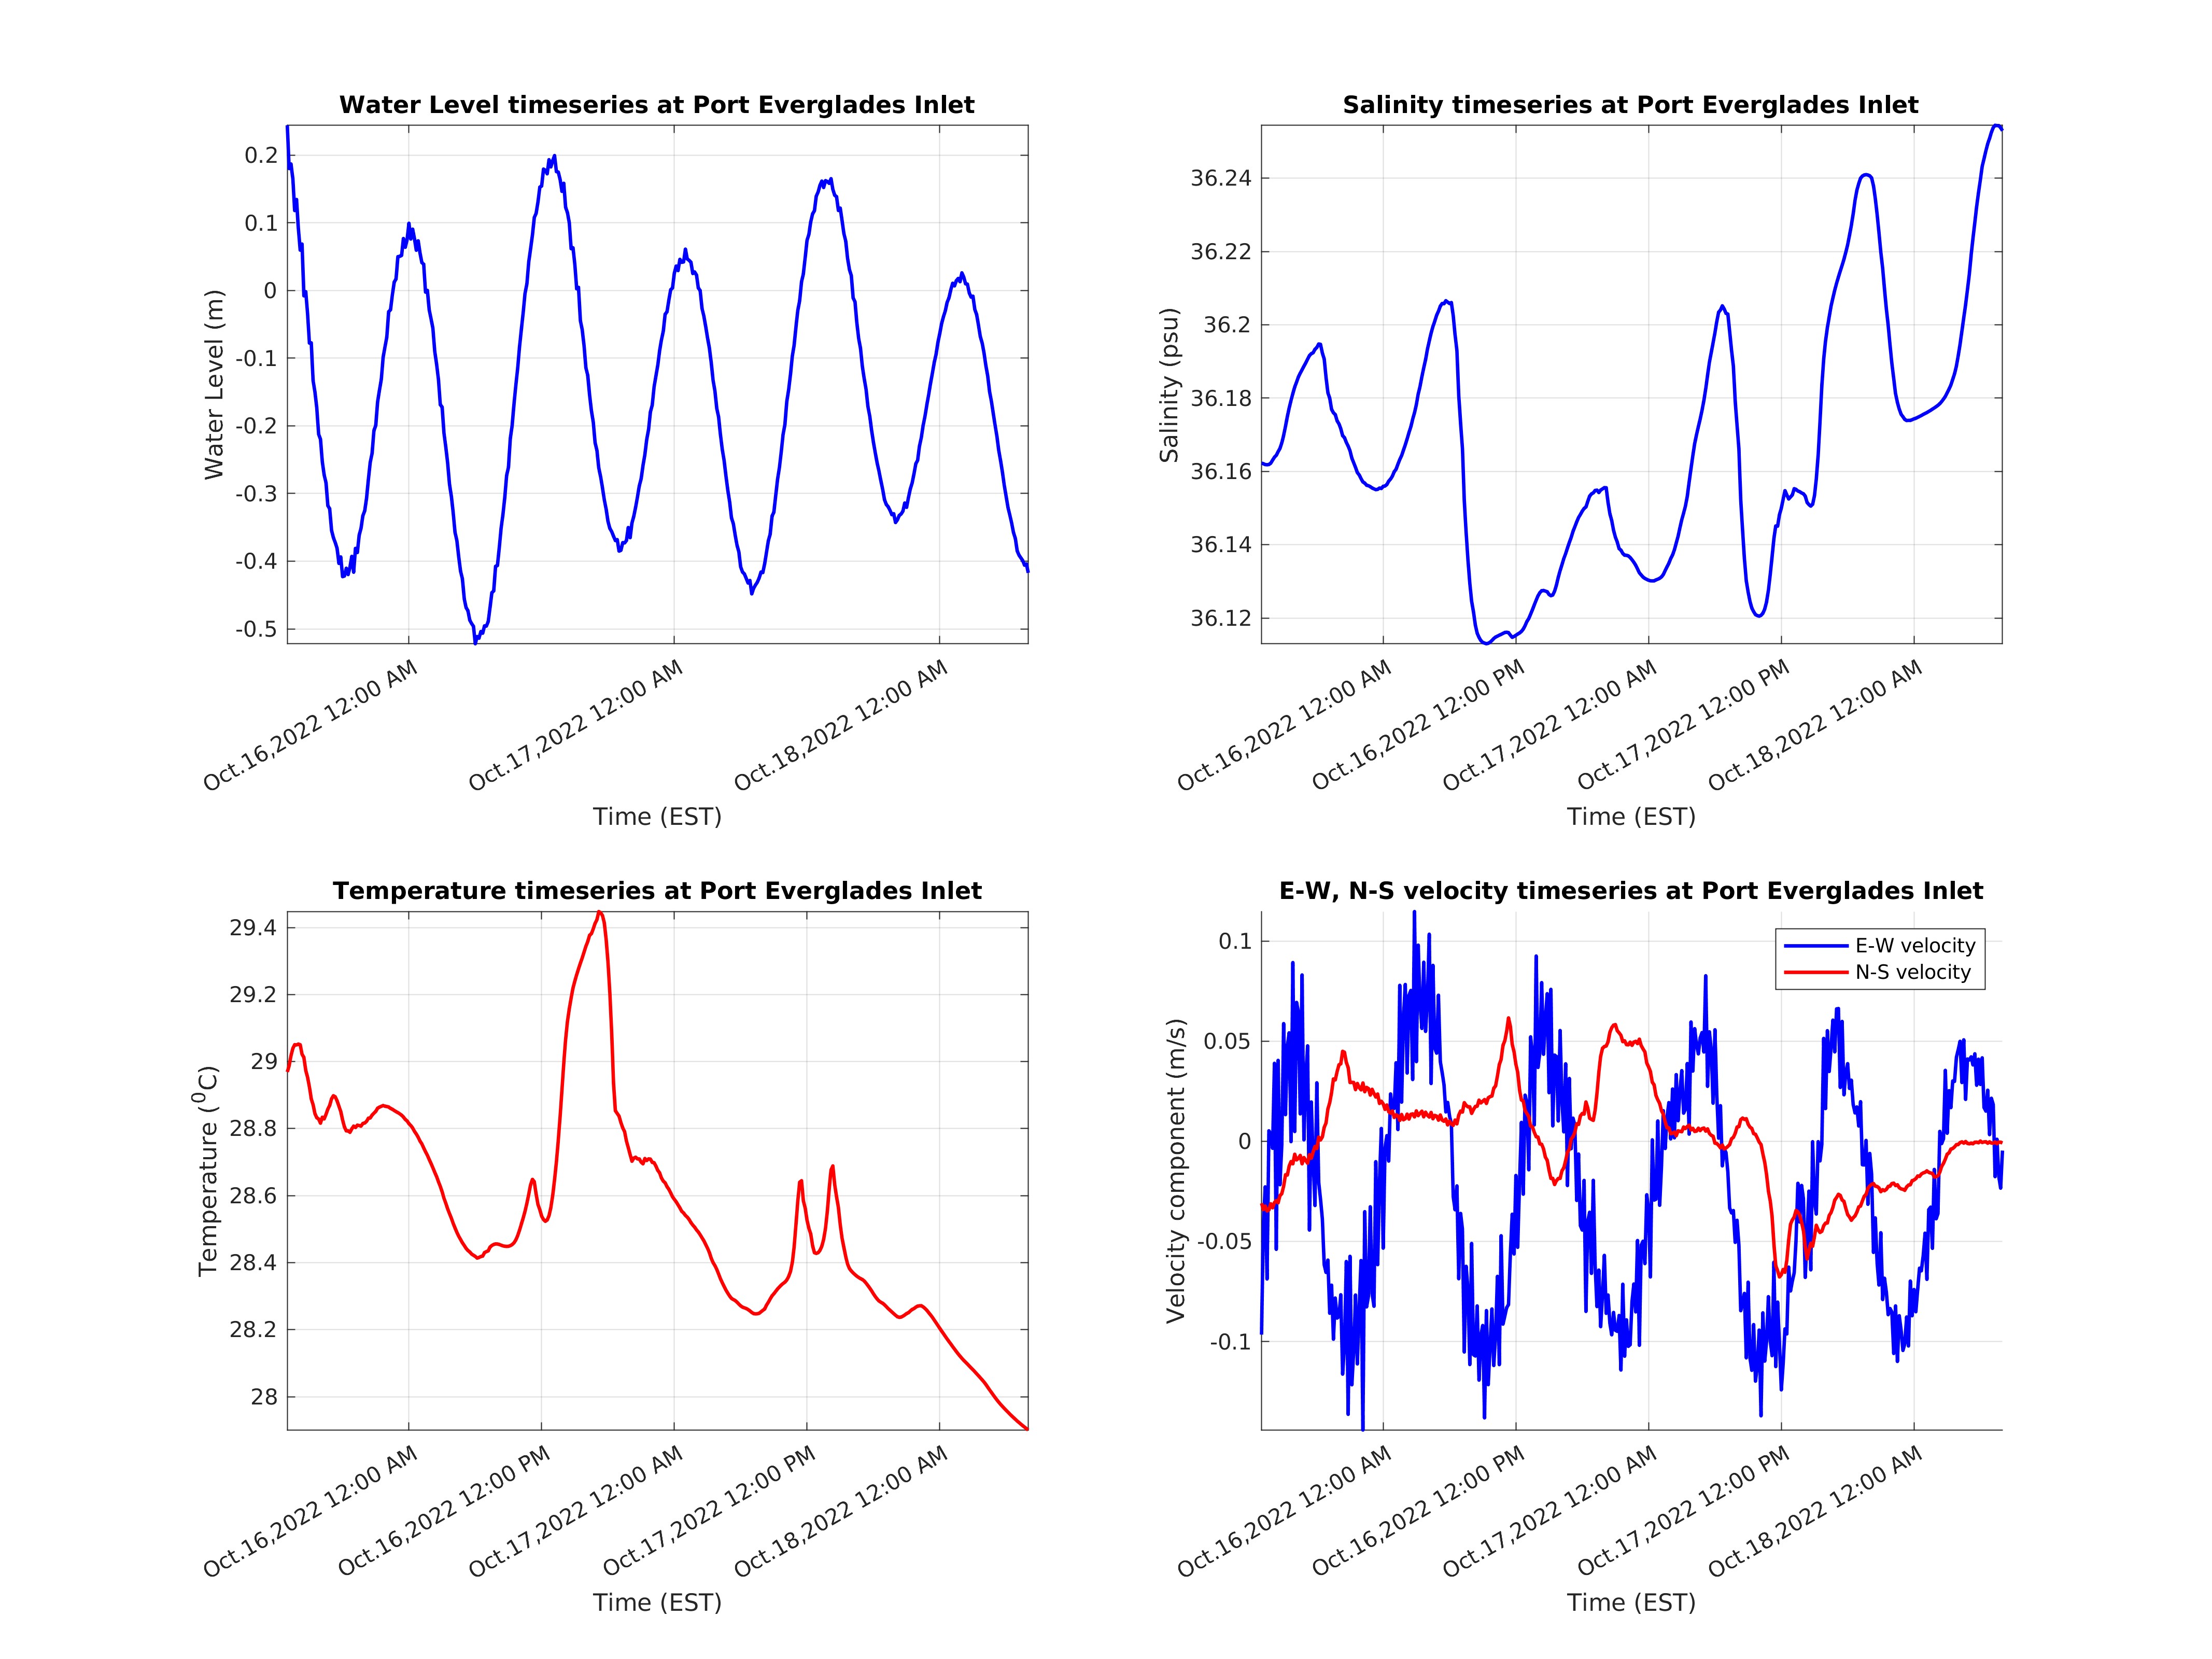 Water Level timeseries at Port Everglades Inlet
0.2
0.1
0
-0.1
-0.2
-0.3
-0.4
-0.5
Water Level (m)
Oct.16,2022 12:00 AM
Oct.17,2022 12:00 AM
Oct.18,2022 12:00 AM
Time (EST)
Salinity timeseries at Port Everglades Inlet
36.24
36.22
36.2
36.18
36.16
36.14
36.12
Salinity (psu)
Oct.16,2022 12:00 AM
Oct.16,2022 12:00 PM
Oct.17,2022 12:00 AM
Oct.17,2022 12:00 PM
Oct.18,2022 12:00 AM
Time (EST)
Temperature timeseries at Port Everglades Inlet
29.4
29.2
29
28.8
28.6
28.4
28.2
28
Temperature (⁰C)
Oct.16,2022 12:00 AM
Oct.16,2022 12:00 PM
Oct.17,2022 12:00 AM
Oct.17,2022 12:00 PM
Oct.18,2022 12:00 AM
Time (EST)
E-W, N-S velocity timeseries at Port Everglades Inlet
E-W velocity
N-S velocity
0.1
0.05
0
-0.05
-0.1
Velocity component (m/s)
Oct.16,2022 12:00 AM
Oct.16,2022 12:00 PM
Oct.17,2022 12:00 AM
Oct.17,2022 12:00 PM
Oct.18,2022 12:00 AM
Time (EST)